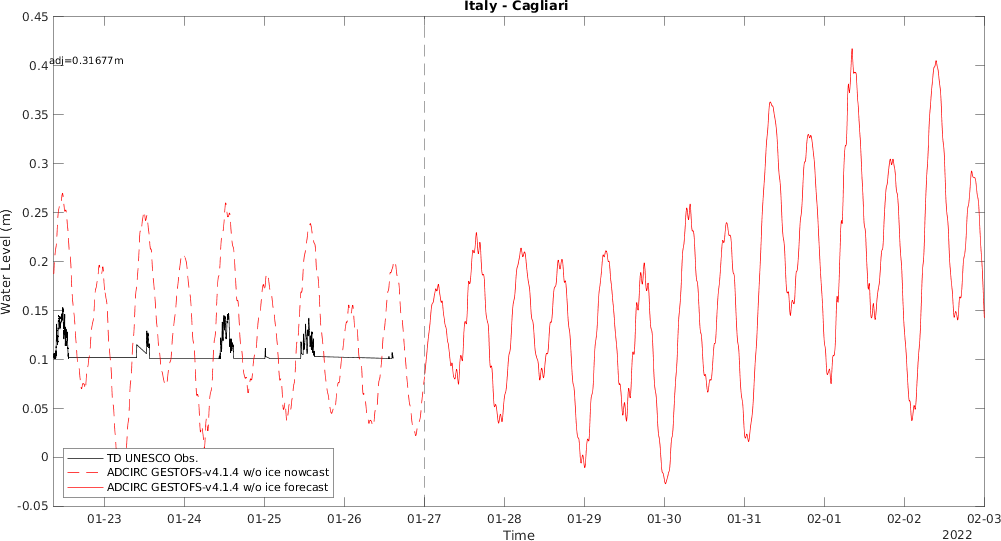 Italy - Cagliari
adj=0.31677m
0.45
0.4
0.35
0.3
0.25
0.2
0.15
0.1
0.05
0
-0.05
Water Level (m)
TD UNESCO Obs.
ADCIRC GESTOFS-v4.1.4 w/o ice nowcast
ADCIRC GESTOFS-v4.1.4 w/o ice forecast
01-23 01-24 01-25 01-26 01-27 01-28 01-29 01-30 01-31 02-01 02-02 02-03
Time
2022